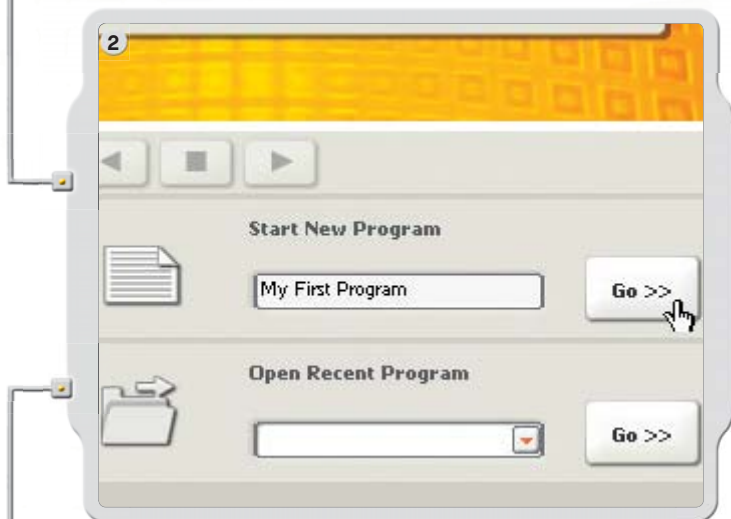 2
Start New Program
My First Program
Go >>
Open Recent Program
Go >>